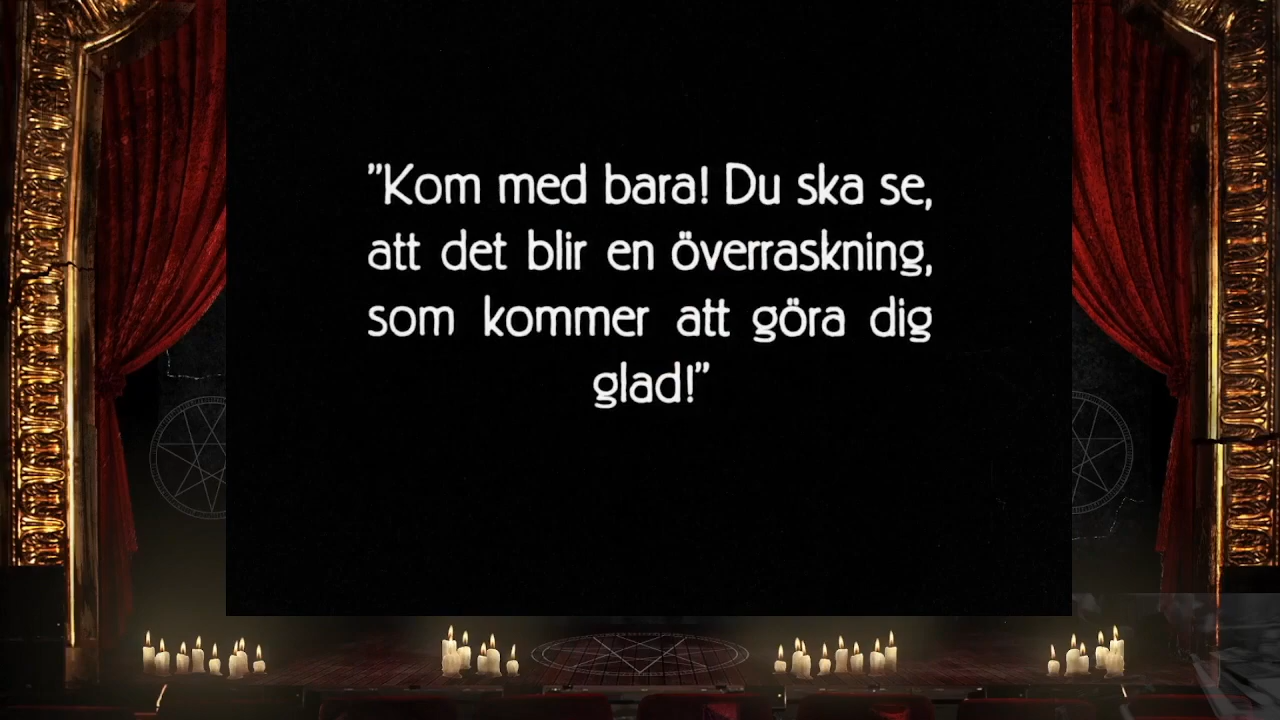 ”Kom med bara! Du ska se,
att det blir en överraskning,
som kommer att göra dig
glad!”